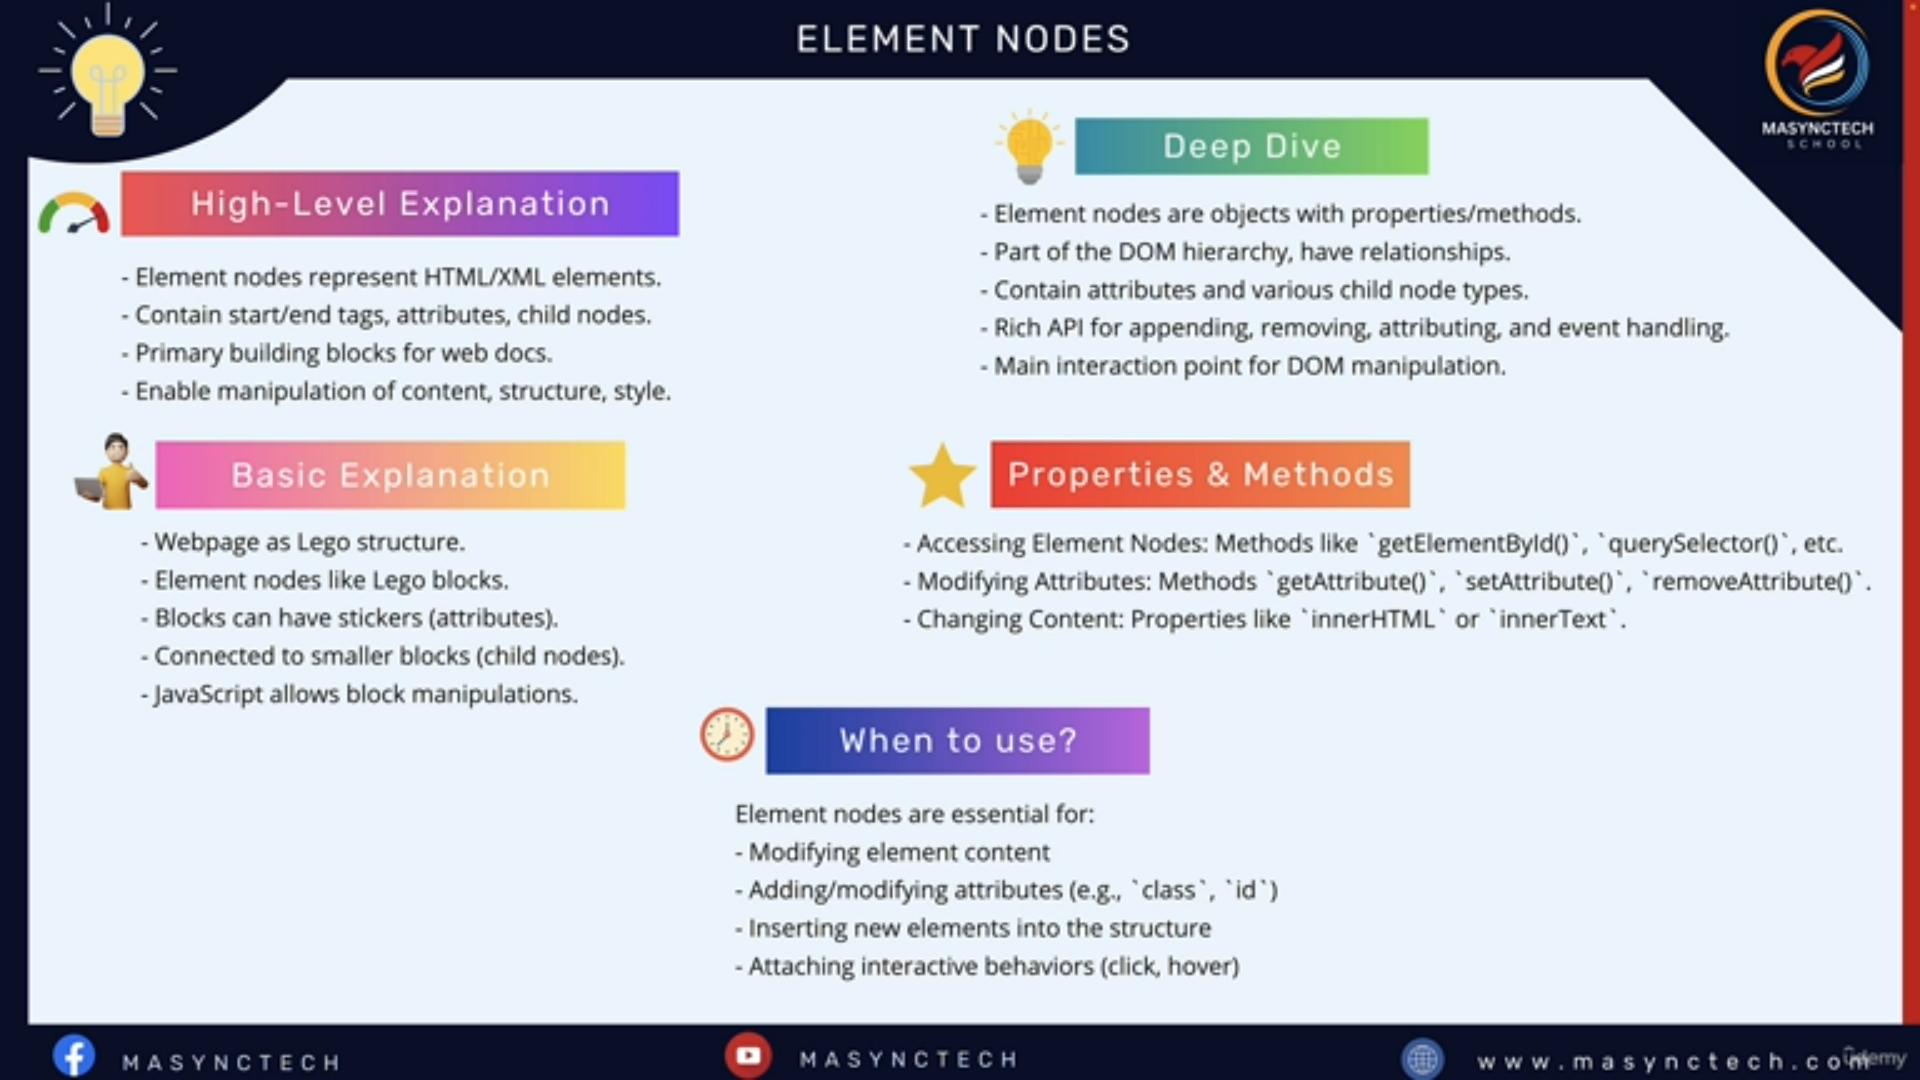 ELEMENT NODES
MASYNCTECH
SCHOOL
High-Level Explanation
- Element nodes represent HTML/XML elements.
- Contain start/end tags, attributes, child nodes.
- Primary building blocks for web docs.
- Enable manipulation of content, structure, style.
Basic Explanation
- Webpage as Lego structure.
- Element nodes like Lego blocks.
- Blocks can have stickers (attributes).
- Connected to smaller blocks (child nodes).
- JavaScript allows block manipulations.
Deep Dive
- Element nodes are objects with properties/methods.
- Part of the DOM hierarchy, have relationships.
- Contain attributes and various child node types.
- Rich API for appending, removing, attributing, and event handling.
- Main interaction point for DOM manipulation.
Properties & Methods
- Accessing Element Nodes: Methods like `getElementById()`, `querySelector()`, etc.
- Modifying Attributes: Methods `getAttribute()`, `setAttribute()`, `removeAttribute()`.
- Changing Content: Properties like `innerHTML` or `innerText`.
When to use?
Element nodes are essential for:
- Modifying element content
- Adding/modifying attributes (e.g., `class`, `id`)
- Inserting new elements into the structure
- Attaching interactive behaviors (click, hover)
MASYNCTECH
MASYNCTECH
www.masynctech.com
ûdemy